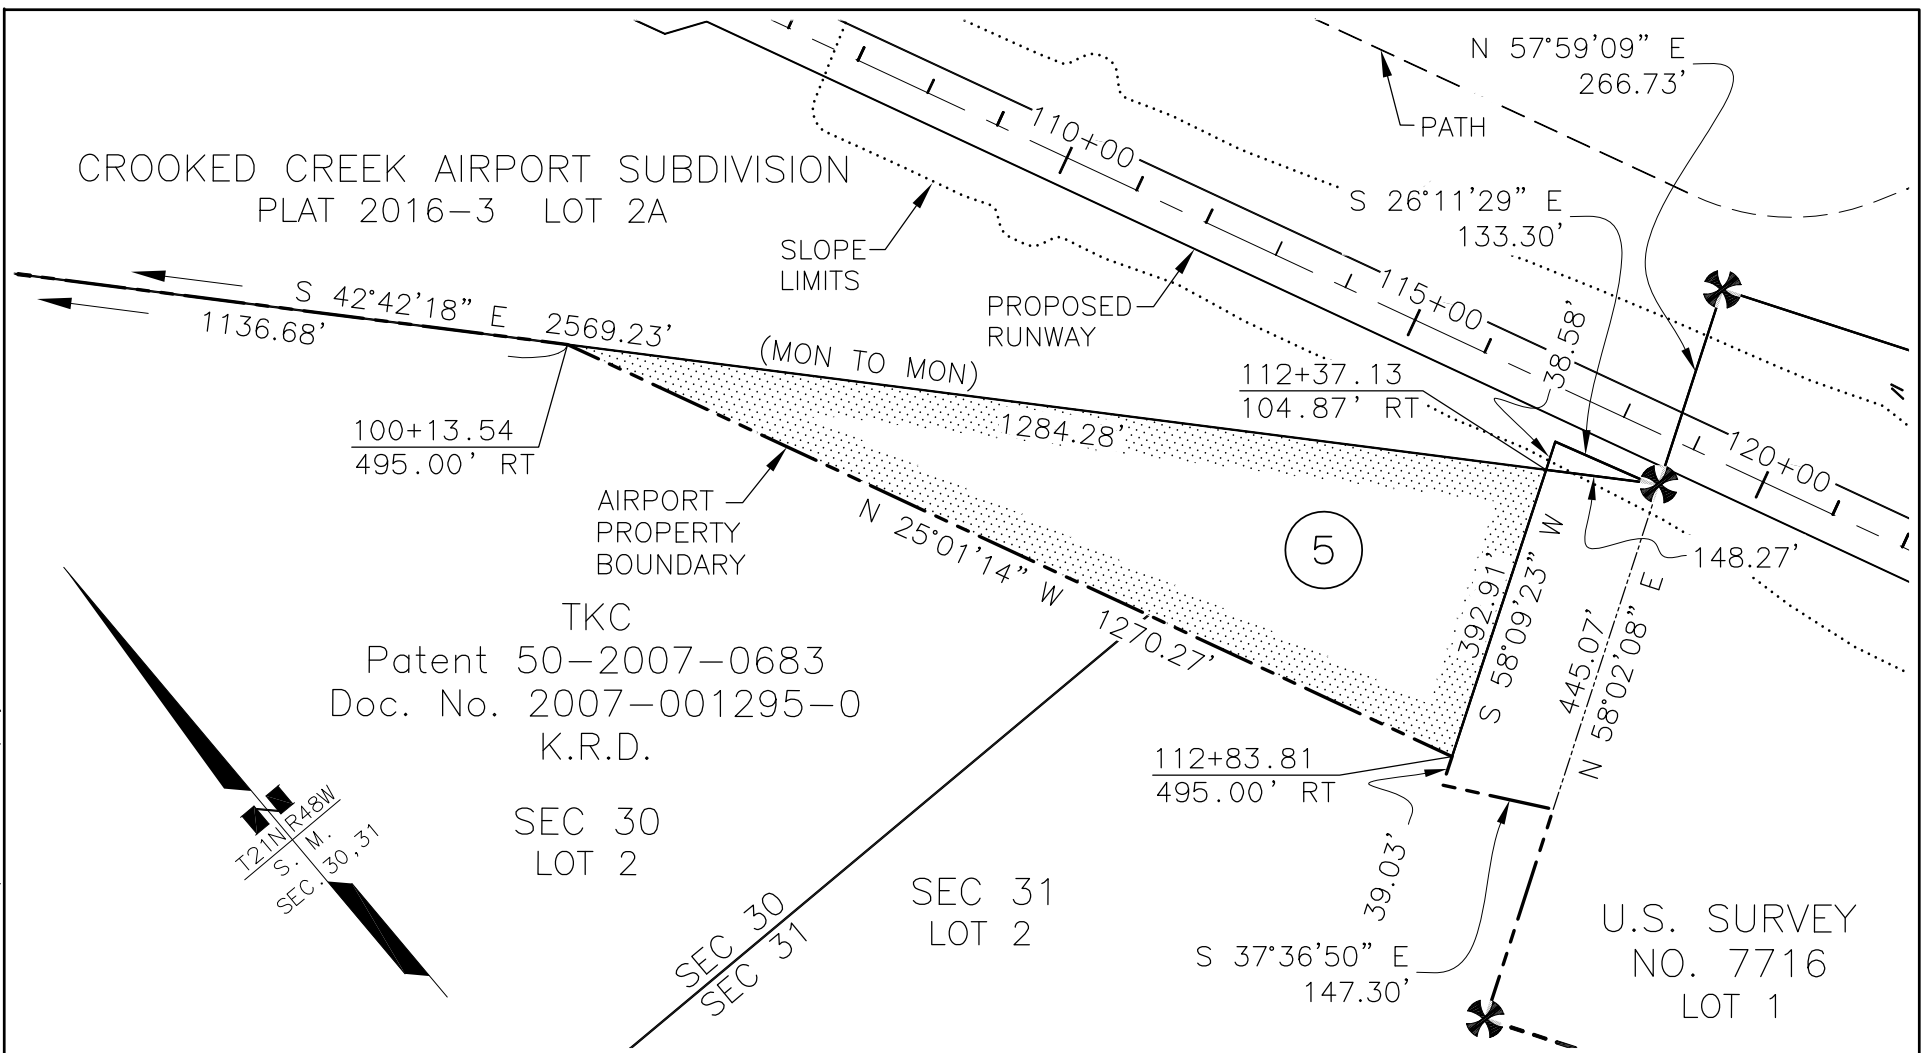 N 57°59'09" E
266.73'
PATH
110+00
CROOKED CREEK AIRPORT SUBDIVISION
PLAT 2016-3 LOT 2A
S 26°11'29" E
133.30'
SLOPE
LIMITS
PROPOSED
RUNWAY
115+00
38.58'
S 42°42'18" E
2569.23'
(MON TO MON)
1136.68'
112+37.13
104.87' RT
1284.28'
100+13.54
495.00' RT
120+00
AIRPORT
PROPERTY
BOUNDARY
N 25°01'14" W
1270.27'
5
392.91'
S 58°09'23" W
148.27'
445.07'
N 58°02'08" E
TKC
Patent 50-2007-0683
Doc. No. 2007-001295-0
K.R.D.
112+83.81
495.00' RT
N
T21N R48W
S. M.
SEC. 30,31
SEC 30
LOT 2
39.03'
SEC 31
LOT 2
SEC 30
SEC 31
S 37°36'50" E
147.30'
U.S. SURVEY
NO. 7716
LOT 1